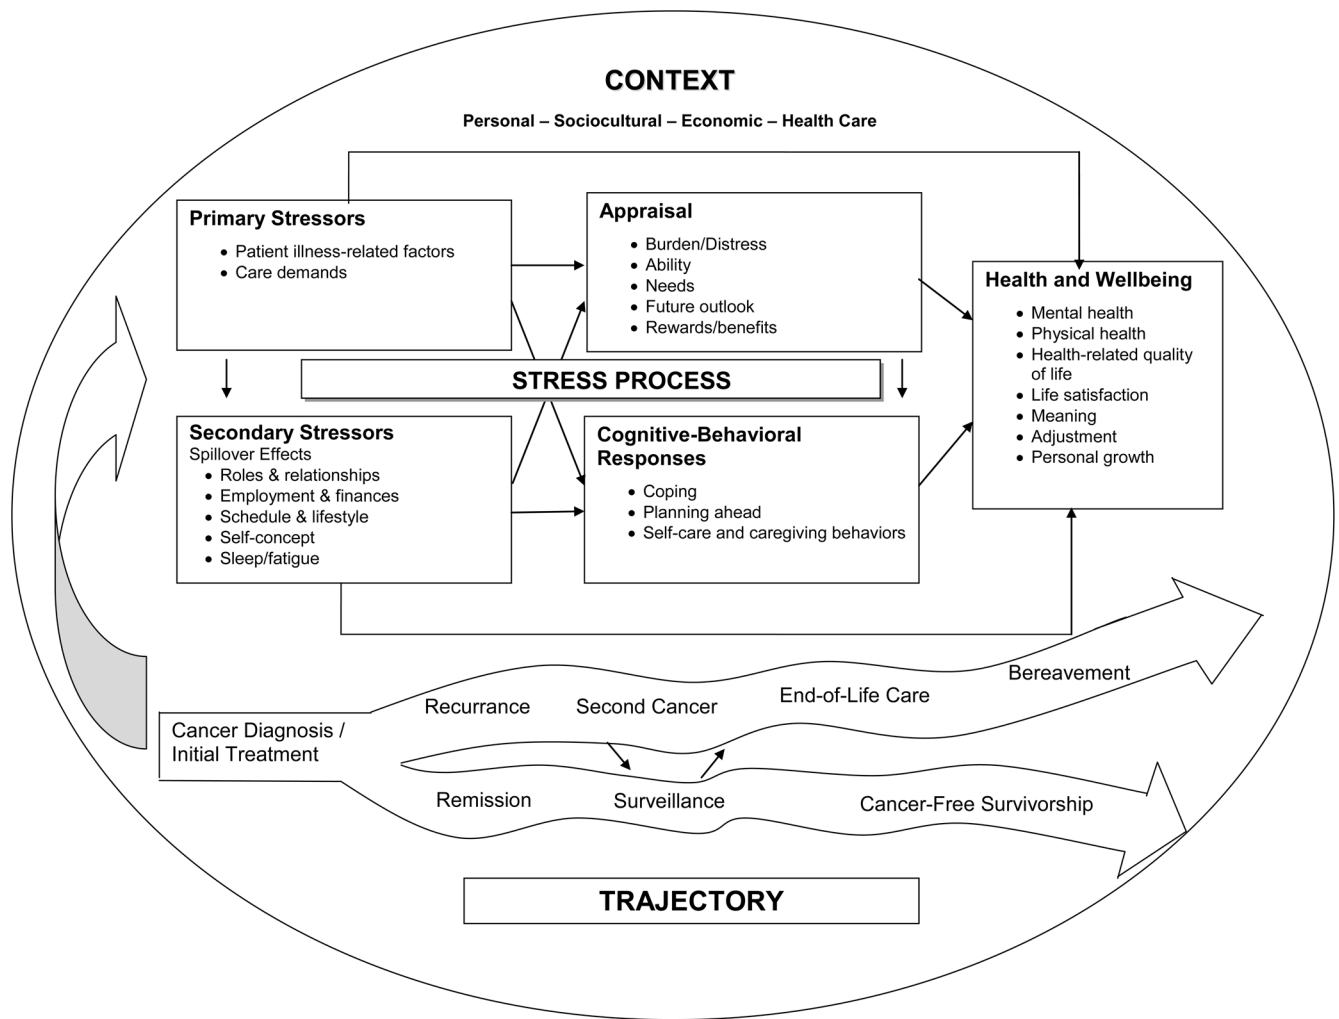 CONTEXT
Personal – Sociocultural – Economic – Health Care
Primary Stressors
• Patient illness-related factors
• Care demands
Appraisal
• Burden/Distress
• Ability
• Needs
• Future outlook
• Rewards/benefits
Health and Wellbeing
• Mental health
• Physical health
• Health-related quality
of life
• Life satisfaction
• Meaning
• Adjustment
• Personal growth
STRESS PROCESS
Secondary Stressors
Spillover Effects
• Roles & relationships
• Employment & finances
• Schedule & lifestyle
• Self-concept
• Sleep/fatigue
Cognitive-Behavioral
Responses
• Coping
• Planning ahead
• Self-care and caregiving behaviors
Cancer Diagnosis /
Initial Treatment
Recurrance
Second Cancer
End-of-Life Care
Bereavement
Remission
Surveillance
Cancer-Free Survivorship
TRAJECTORY